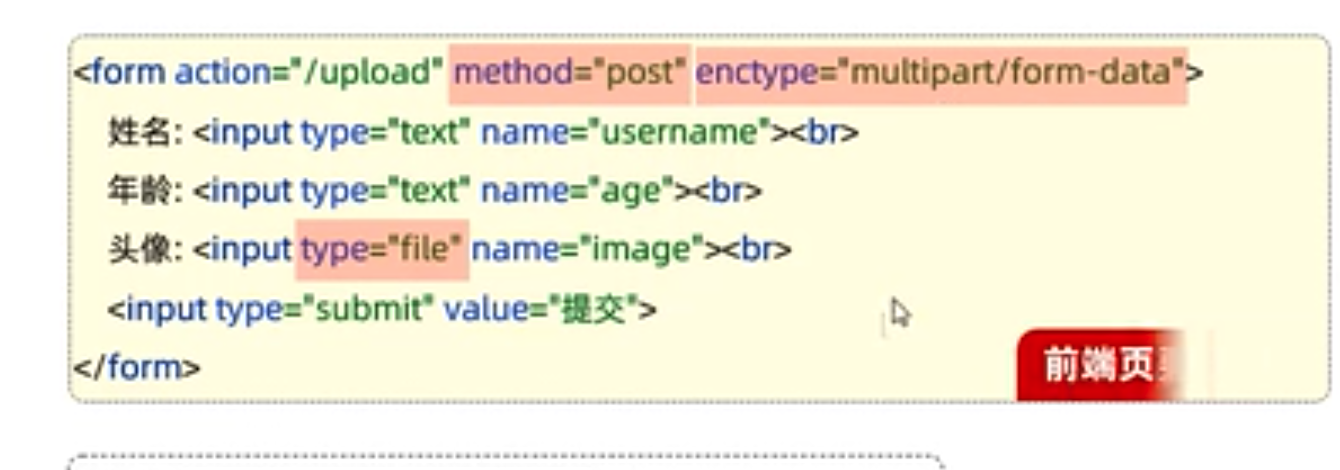 <form action="/upload" method="post" enctype="multipart/form-data">
姓名: <input type="text" name="username"><br>
年龄: <input type="text" name="age"><br>
头像: <input type="file" name="image"><br>
<input type="submit" value="提交">
</form>
前端页